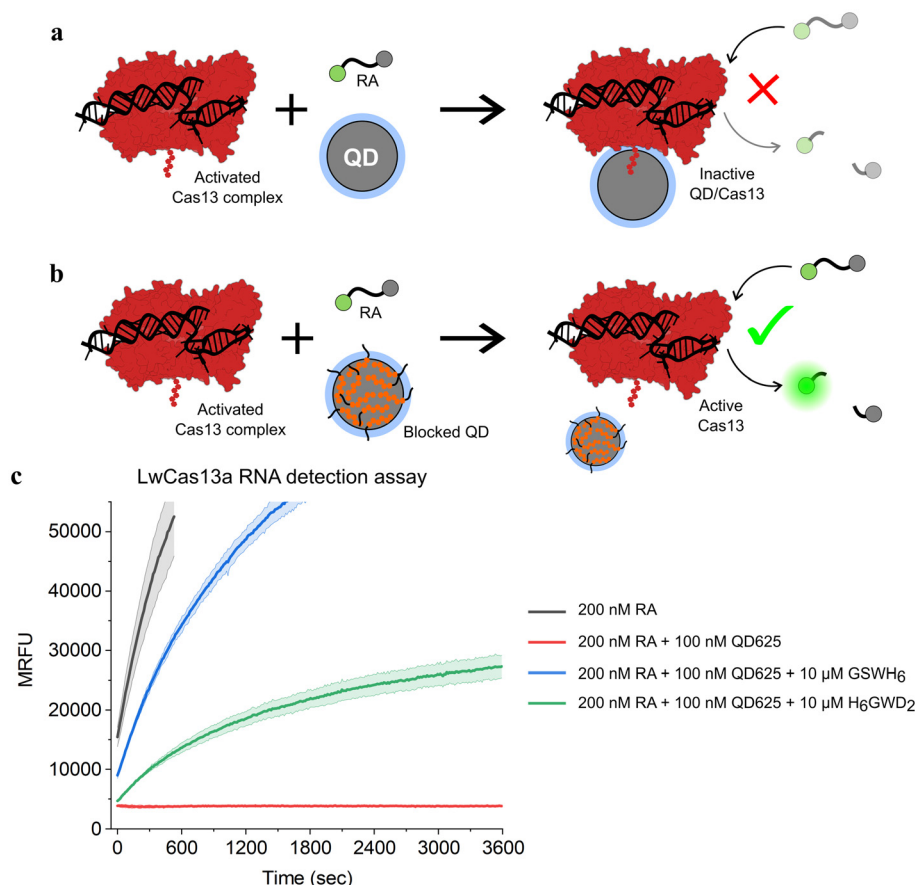 a
RA
QD
Activated
Cas13 complex
Inactive
QD/Cas13
b
RA
Activated
Cas13 complex
Blocked QD
Active
Cas13
c
LwCas13a RNA detection assay
50000
40000
30000
20000
10000
0
MRFU
0 600 1200 1800 2400 3000 3600
Time (sec)
200 nM RA
200 nM RA + 100 nM QD625
200 nM RA + 100 nM QD625 + 10 µM GSWH6
200 nM RA + 100 nM QD625 + 10 µM H6GWD2